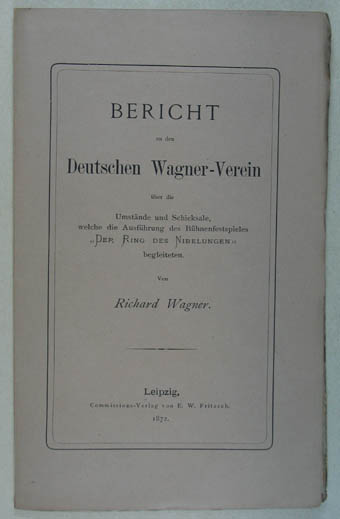 BERICHT
an den
Deutschen Wagner-Verein
über die
Umstände und Schicksale,
welche die Ausführung des Bühnenfestspieles
„DER RING DES NIBELUNGEN“
begleiteten.
Von
Richard Wagner.
Leipzig,
Commissions-Verlag von E. W. Fritzsch.
1872.